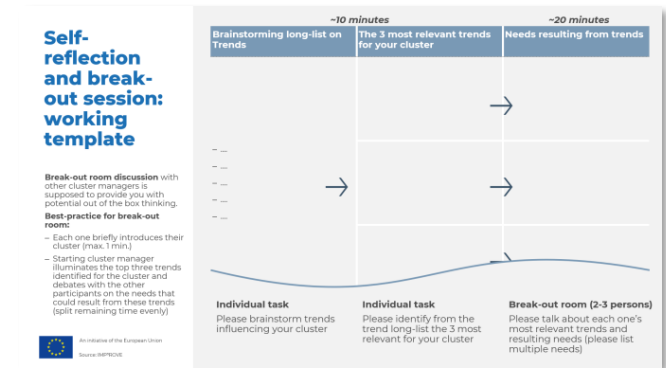 Self-
reflection
and break-
out session:
working
template
Break-out room discussion with
other cluster managers is
supposed to provide you with
potential out of the box thinking.
Best-practice for break-out
room:
– Each one briefly introduces their
cluster (max. 1 min.)
– Starting cluster manager
illuminates the top three trends
identified for the cluster and
debates with the other
participants on the needs that
could result from these trends
(split remaining time evenly)
An initiative of the European Union
Source: IMP³ROVE
~10 minutes
~20 minutes
Brainstorming long-list on
Trends
The 3 most relevant trends
for your cluster
Needs resulting from trends
– ...
– ...
– ...
– ...
– ...
Individual task
Please brainstorm trends
influencing your cluster
Individual task
Please identify from the
trend long-list the 3 most
relevant for your cluster
Break-out room (2-3 persons)
Please talk about each one's
most relevant trends and
resulting needs (please list
multiple needs)